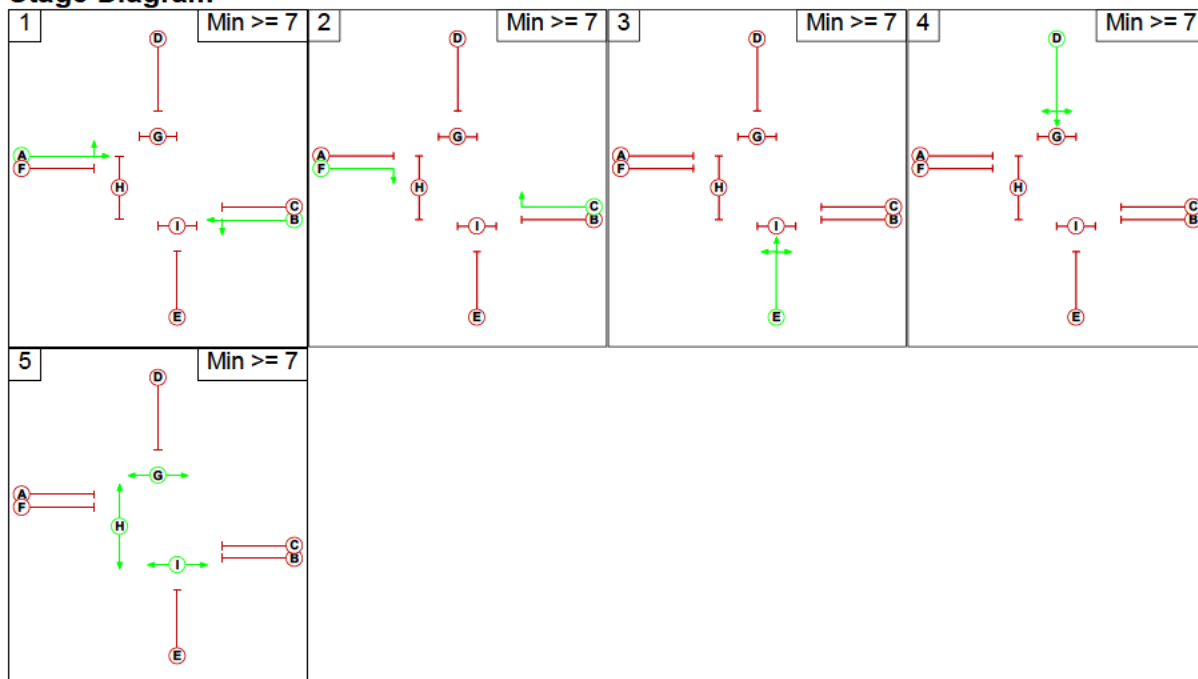 Stage Diagram
1 Min >= 7 2 Min >= 7 3 Min >= 7 4 Min >= 7
D D D D
G G G G
A A A A
F F F F
H H H H
C C C C
B B B B
I I I I
E E E E
5 Min >= 7
D
G
A
F
H
C
B
I
E